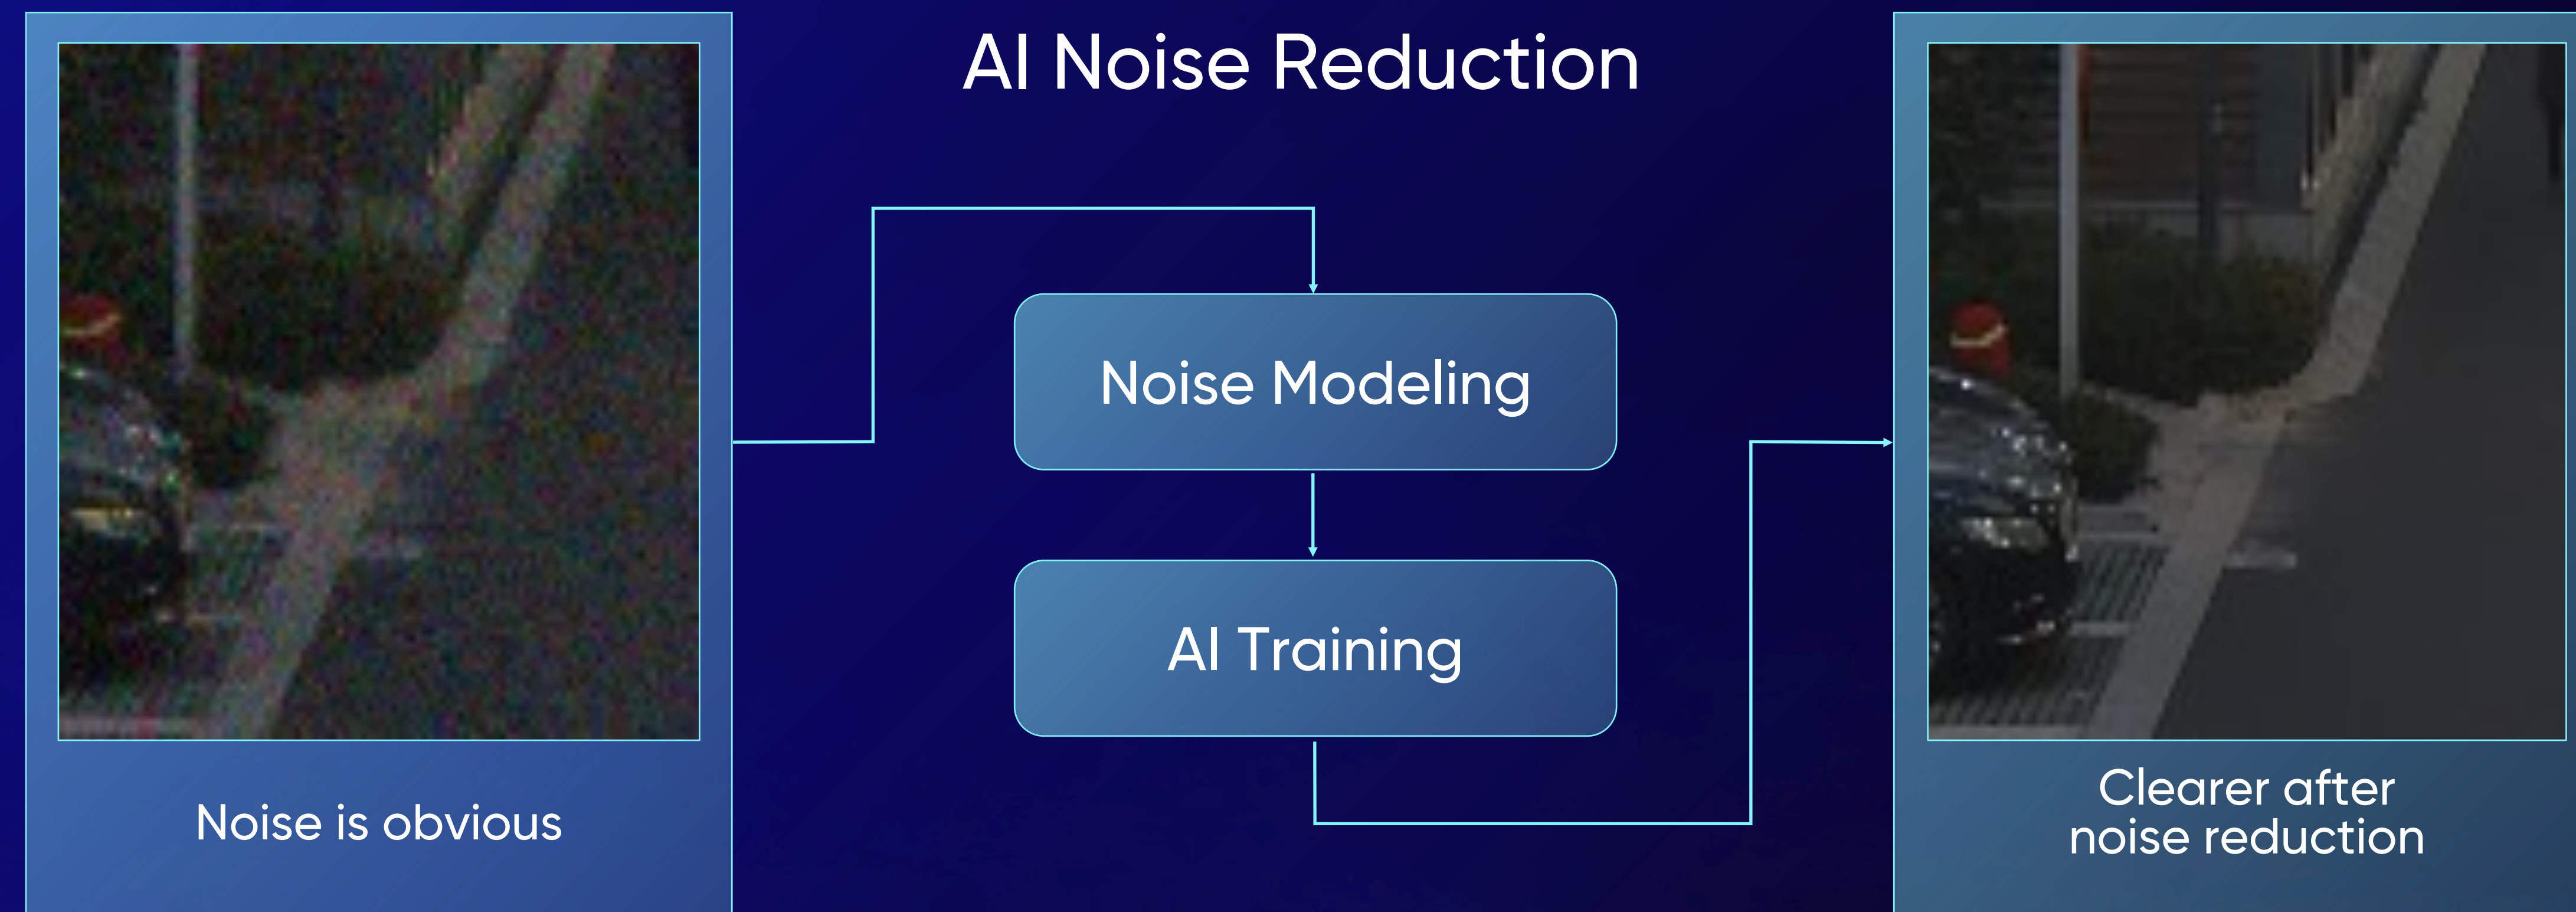 AI Noise Reduction
Noise is obvious
Noise Modeling
AI Training
Clearer after
noise reduction